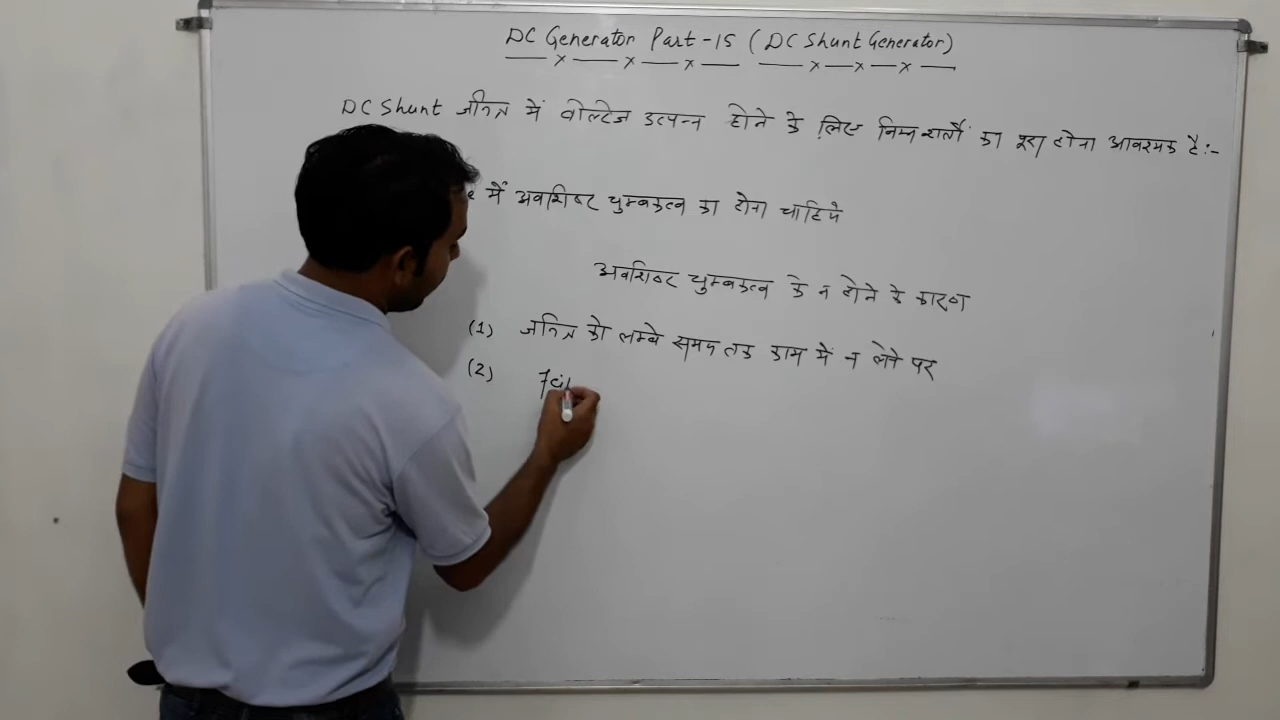 DC Generator Part-15 (DC Shunt Generator)
DC Shunt जनित्र में वोल्टेज उत्पन्न होने के लिए निम्न शर्तों का पूरा होना आवश्यक है:-
में अवशिष्ट चुम्बकत्व का होना चाहिये
अवशिष्ट चुम्बकत्व के न होने के कारण
(1) जनित्र को लम्बे समय तक काम में न लेने पर
(2)